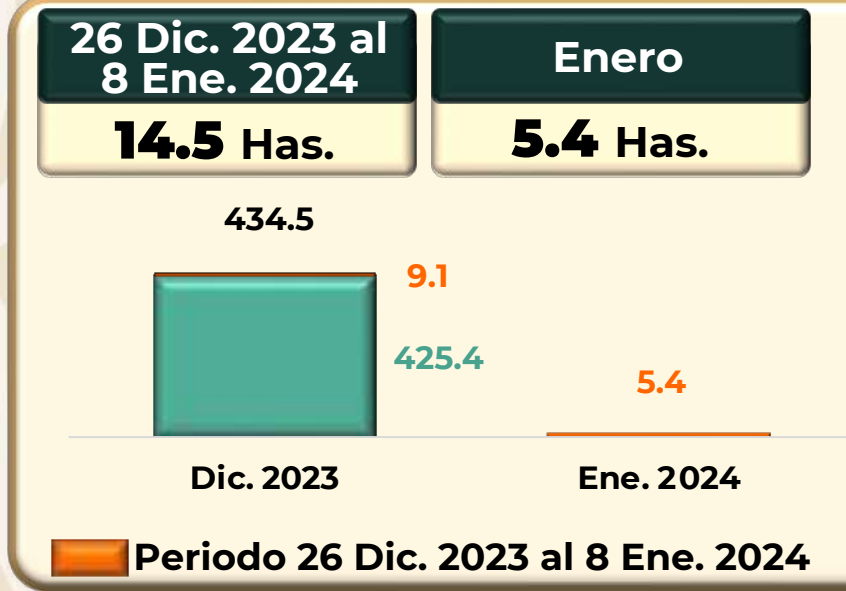 26 Dic. 2023 al
8 Ene. 2024
14.5 Has.
Enero
5.4 Has.
434.5
9.1
425.4
5.4
Dic. 2023
Ene. 2024
Periodo 26 Dic. 2023 al 8 Ene. 2024